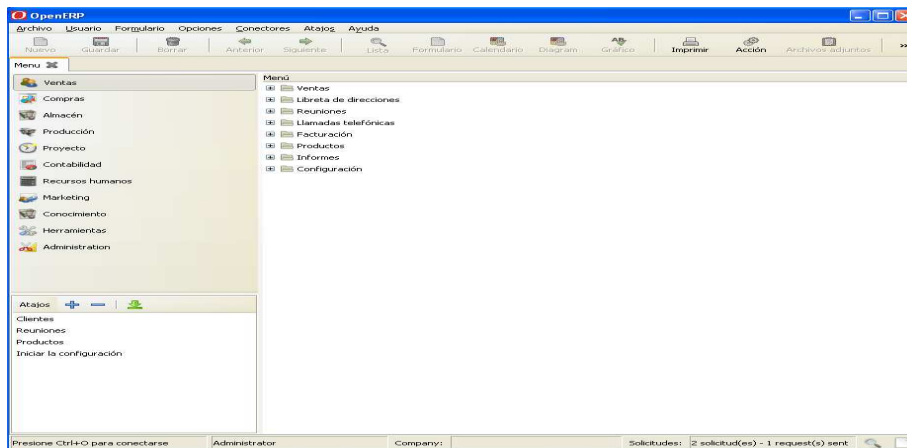 OpenERP
Archivo Usuario Formulario Opciones Conectores Atajos Ayuda
Nuevo Guardar Borrar Anterior Siguiente Lista Formulario Calendario Diagram Gráfico Imprimir Acción Archivos adjuntos »
Menu
Ventas
Compras
Almacén
Producción
Proyecto
Contabilidad
Recursos humanos
Marketing
Conocimiento
Herramientas
Administration
Menú
Ventas
Libreta de direcciones
Reuniones
Llamadas telefónicas
Facturación
Productos
Informes
Configuración
Atajos
Clientes
Reuniones
Productos
Iniciar la configuración
Presione Ctrl+O para conectarse Administrator Company: Solicitudes: 2 solicitud(es) - 1 request(s) sent